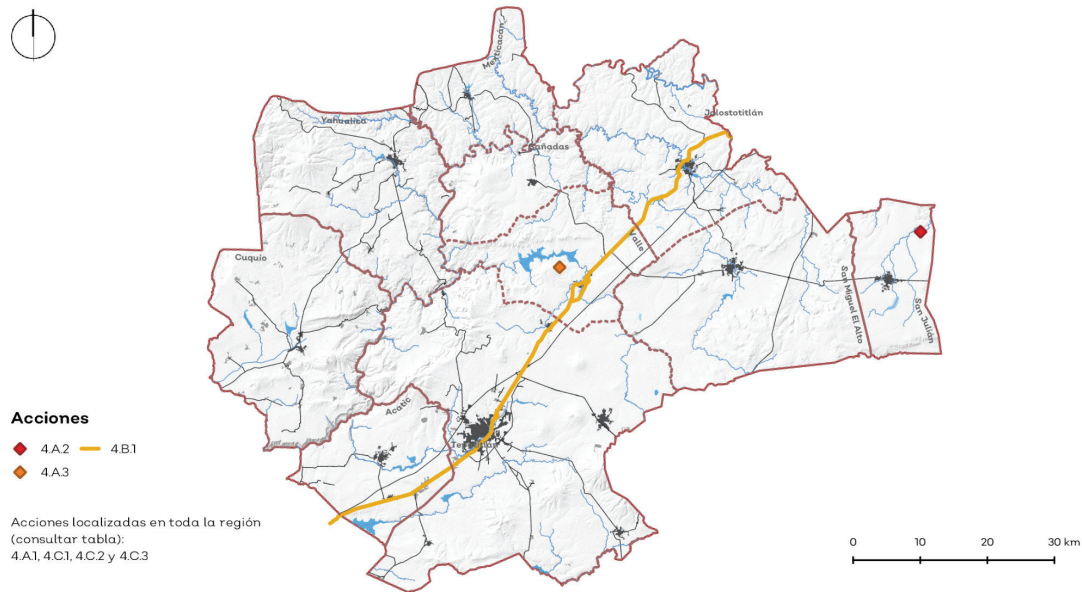 Mexticacán
Jalostotitlán
Yahualica
Cañadas
Valle
Cuquío
San Miguel El Alto
San Julián
Acatic
Acciones
4.A.2 4.B.1
4.A.3
Acciones localizadas en toda la región
(consultar tabla):
4.A.1, 4.C.1, 4.C.2 y 4.C.3
0 10 20 30 km